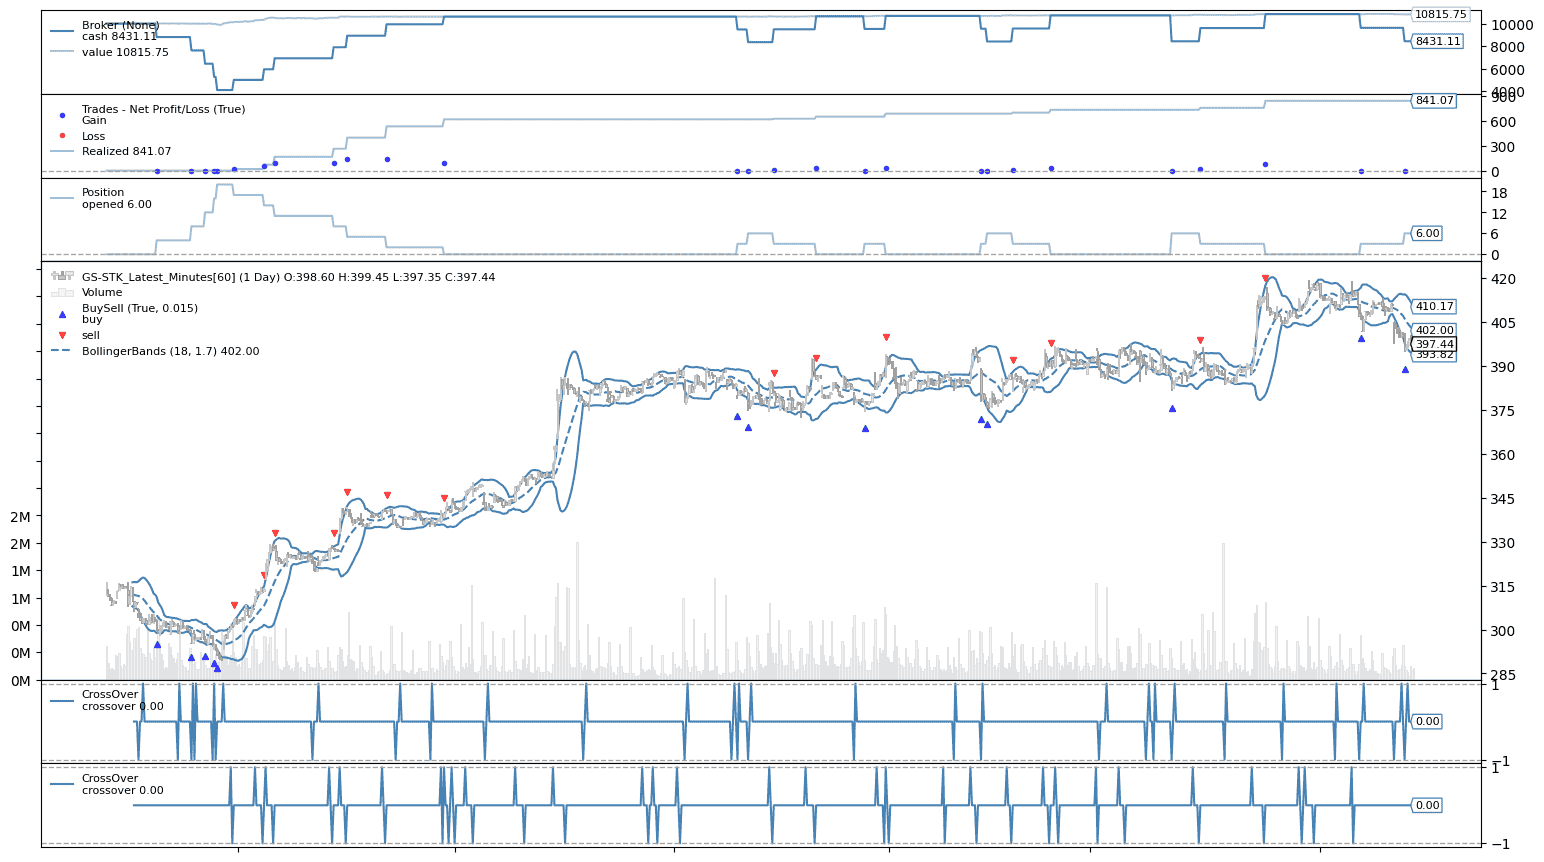 Broker (None)
cash 8431.11
value 10815.75
10815.75
10000
8431.11
8000
6000
4000
Trades - Net Profit/Loss (True)
Gain
Loss
Realized 841.07
900
841.07
600
300
0
Position
opened 6.00
18
12
6.00
6
0
GS-STK_Latest_Minutes[60] (1 Day) O:398.60 H:399.45 L:397.35 C:397.44
Volume
BuySell (True, 0.015)
buy
sell
BollingerBands (18, 1.7) 402.00
420
410.17
405
402.00
397.44
393.82
390
375
360
345
330
315
300
285
2M
2M
1M
1M
0M
0M
0M
CrossOver
crossover 0.00
1
0.00
−1
CrossOver
crossover 0.00
1
0.00
−1